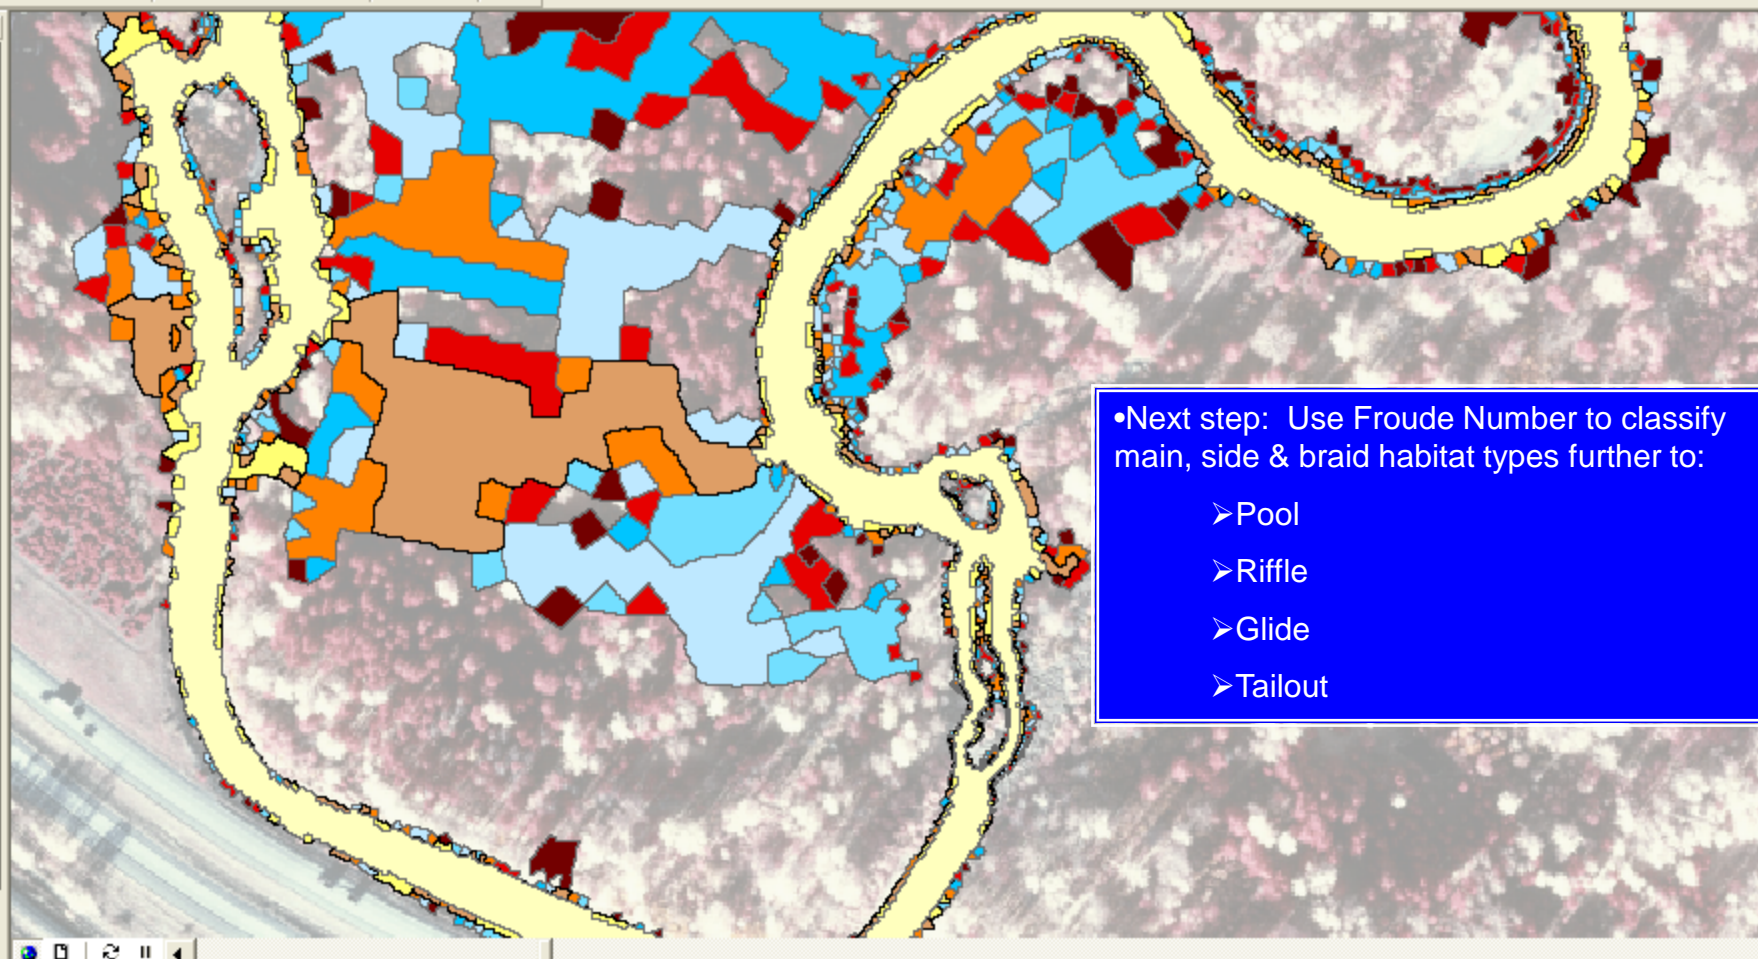 •Next step:  Use Froude Number to classify
main, side & braid habitat types further to:
➢Pool
➢Riffle
➢Glide
➢Tailout